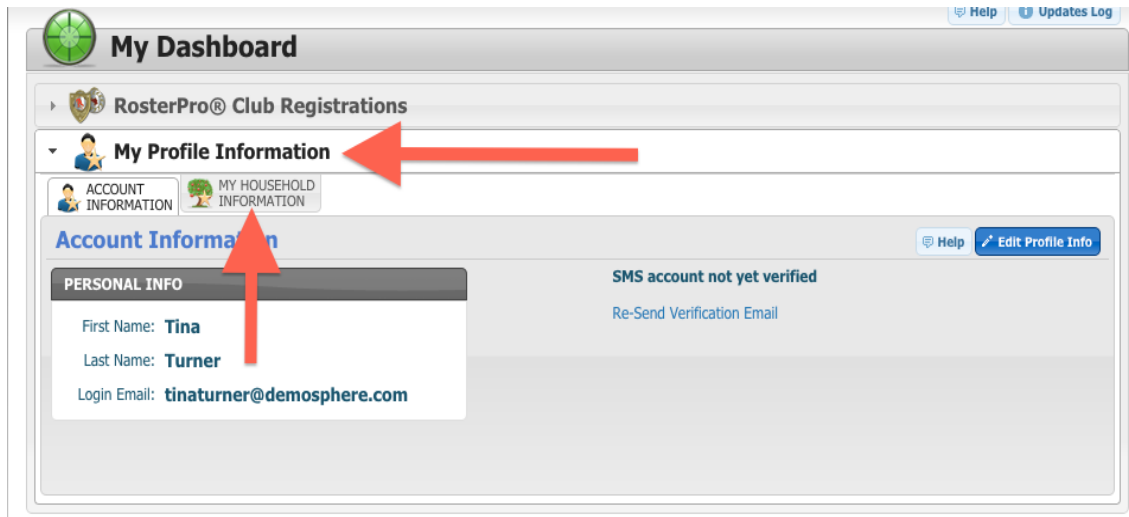 Help
Updates Log
My Dashboard
RosterPro® Club Registrations
My Profile Information
ACCOUNT
INFORMATION
MY HOUSEHOLD
INFORMATION
Account Information
Help
Edit Profile Info
PERSONAL INFO
First Name: Tina
Last Name: Turner
Login Email: tinaturner@demosphere.com
SMS account not yet verified
Re-Send Verification Email